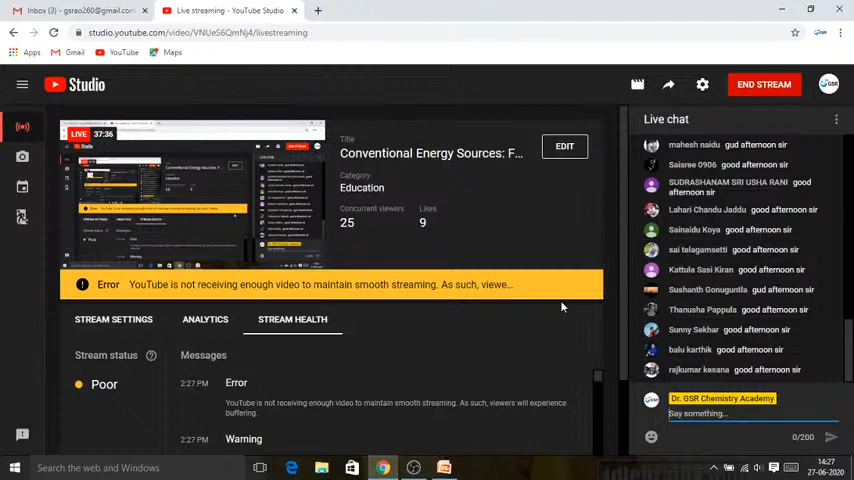 Inbox (3) - gsrao260@gmail.com
Live streaming - YouTube Studio
studio.youtube.com/video/VNUeS6QmNj4/livestreaming
Apps Gmail YouTube Maps
Studio
END STREAM
GSR
LIVE 37:36
Title
Conventional Energy Sources: F...
EDIT
Category
Education
Concurrent viewers
25
Likes
9
Error YouTube is not receiving enough video to maintain smooth streaming. As such, viewe...
STREAM SETTINGS ANALYTICS STREAM HEALTH
Stream status
Poor
Messages
2:27 PM Error
YouTube is not receiving enough video to maintain smooth streaming. As such, viewers will experience
buffering.
2:27 PM Warning
Live chat
mahesh naidu gud afternoon sir
Saisree 0906 good afternoon sir
SUDRASHANAM SRI USHA RANI good
afternoon sir
Lahari Chandu Jaddu good afternoon sir
Sainaidu Koya good afternoon sir
sai telagamsetti good afternoon sir
Kattula Sasi Kiran good afternoon sir
Sushanth Gonuguntla gud afternoon sir
Thanusha Pappula good afternoon sir
Sunny Sekhar good afternoon sir
balu karthik good afternoon sir
rajkumar kesana good afternoon sir
Dr. GSR Chemistry Academy
Say something...
0/200
Search the web and Windows
14:27
27-06-2020